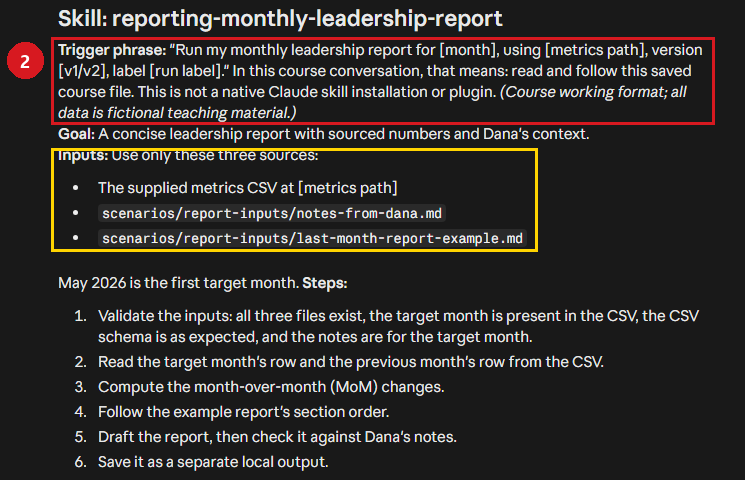 Skill: reporting-monthly-leadership-report
2
Trigger phrase: "Run my monthly leadership report for [month], using [metrics path], version
[v1/v2], label [run label]." In this course conversation, that means: read and follow this saved
course file. This is not a native Claude skill installation or plugin. (Course working format; all
data is fictional teaching material.)
Goal: A concise leadership report with sourced numbers and Dana's context.
Inputs: Use only these three sources:
• The supplied metrics CSV at [metrics path]
• scenarios/report-inputs/notes-from-dana.md
• scenarios/report-inputs/last-month-report-example.md
May 2026 is the first target month. Steps:
1. Validate the inputs: all three files exist, the target month is present in the CSV, the CSV
schema is as expected, and the notes are for the target month.
2. Read the target month's row and the previous month's row from the CSV.
3. Compute the month-over-month (MoM) changes.
4. Follow the example report's section order.
5. Draft the report, then check it against Dana's notes.
6. Save it as a separate local output.